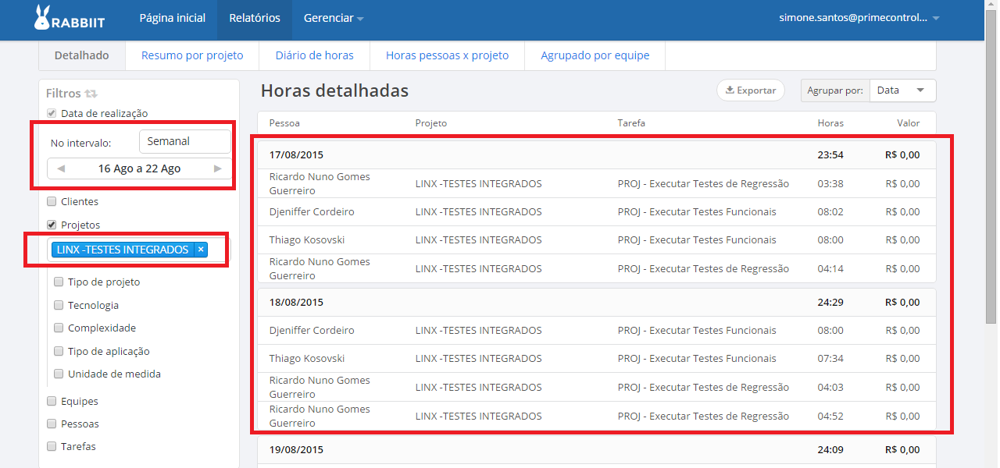 RABBIIT
Página inicial
Relatórios
Gerenciar
simone.santos@primecontrol...
Detalhado
Resumo por projeto
Diário de horas
Horas pessoas x projeto
Agrupado por equipe
Filtros
Data de realização
No intervalo:
Semanal
16 Ago a 22 Ago
Clientes
Projetos
LINX -TESTES INTEGRADOS ×
Tipo de projeto
Tecnologia
Complexidade
Tipo de aplicação
Unidade de medida
Equipes
Pessoas
Tarefas
Horas detalhadas
Exportar
Agrupar por: Data
Pessoa Projeto Tarefa Horas Valor
17/08/2015 23:54 R$ 0,00
Ricardo Nuno Gomes
Guerreiro LINX -TESTES INTEGRADOS PROJ - Executar Testes de Regressão 03:38 R$ 0,00
Djeniffer Cordeiro LINX -TESTES INTEGRADOS PROJ - Executar Testes Funcionais 08:02 R$ 0,00
Thiago Kosovski LINX -TESTES INTEGRADOS PROJ - Executar Testes Funcionais 08:00 R$ 0,00
Ricardo Nuno Gomes
Guerreiro LINX -TESTES INTEGRADOS PROJ - Executar Testes de Regressão 04:14 R$ 0,00
18/08/2015 24:29 R$ 0,00
Djeniffer Cordeiro LINX -TESTES INTEGRADOS PROJ - Executar Testes Funcionais 08:00 R$ 0,00
Thiago Kosovski LINX -TESTES INTEGRADOS PROJ - Executar Testes Funcionais 07:34 R$ 0,00
Ricardo Nuno Gomes
Guerreiro LINX -TESTES INTEGRADOS PROJ - Executar Testes de Regressão 04:03 R$ 0,00
Ricardo Nuno Gomes
Guerreiro LINX -TESTES INTEGRADOS PROJ - Executar Testes de Regressão 04:52 R$ 0,00
19/08/2015 24:09 R$ 0,00